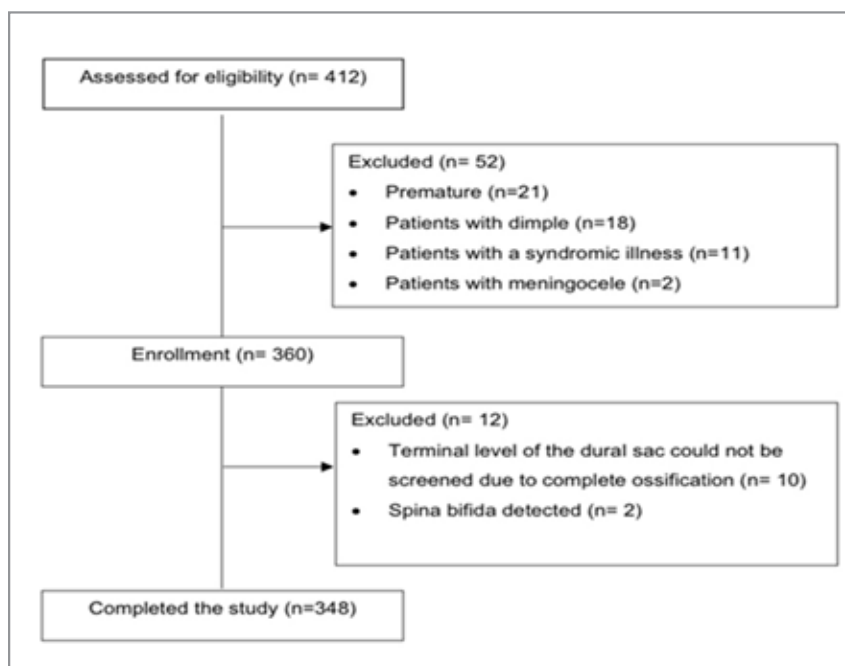 Assessed for eligibility (n= 412)
Excluded (n= 52)
• Premature (n=21)
• Patients with dimple (n=18)
• Patients with a syndromic illness (n=11)
• Patients with meningocele (n=2)
Enrollment (n= 360)
Excluded (n= 12)
• Terminal level of the dural sac could not be
screened due to complete ossification (n= 10)
• Spina bifida detected (n= 2)
Completed the study (n=348)